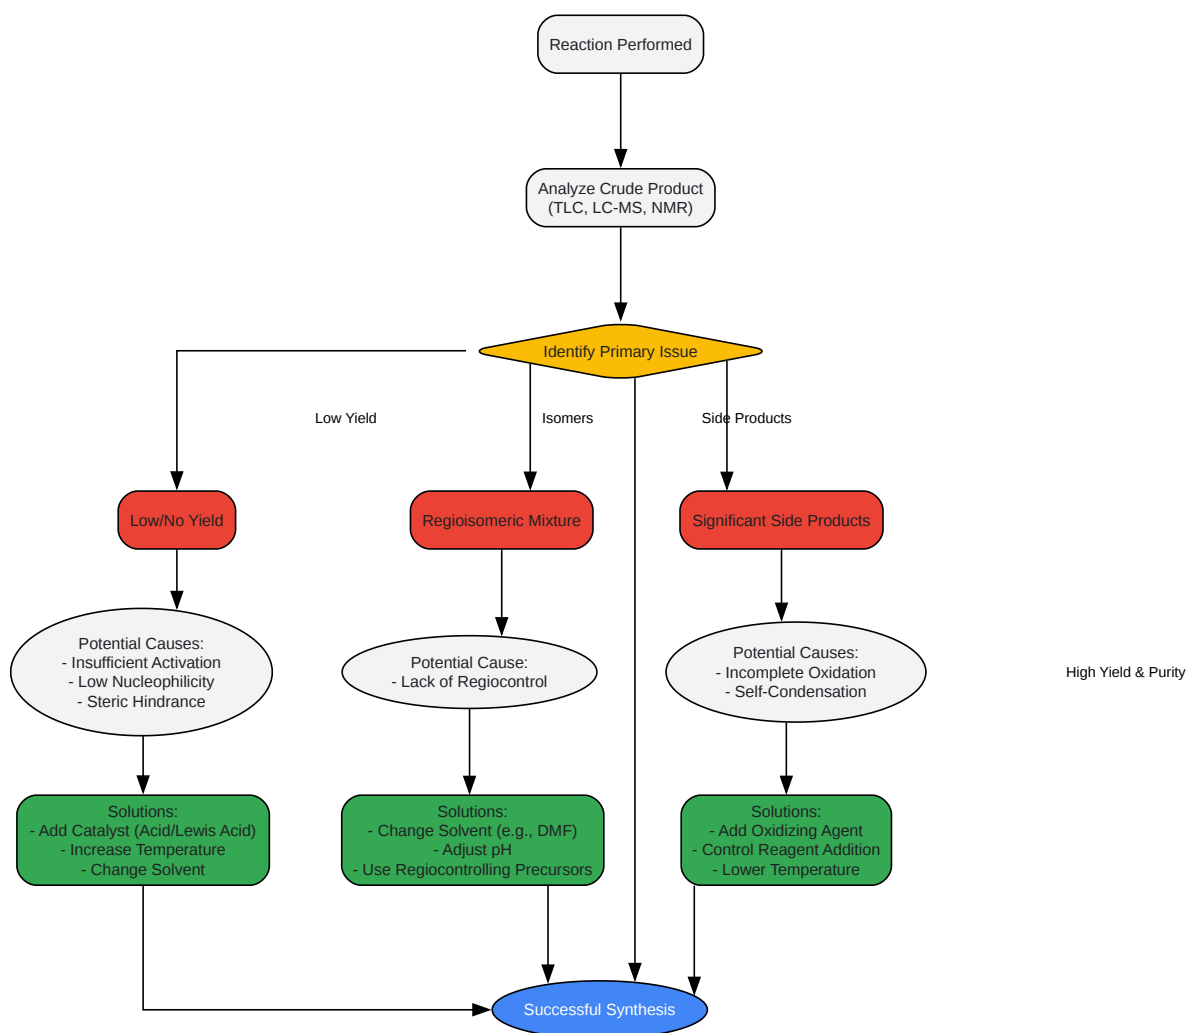 Reaction Performed
Analyze Crude Product
(TLC, LC-MS, NMR)
Identify Primary Issue
Low Yield
Isomers
Side Products
Low/No Yield
Regioisomeric Mixture
Significant Side Products
Potential Causes:
- Insufficient Activation
- Low Nucleophilicity
- Steric Hindrance
Potential Cause:
- Lack of Regiocontrol
Potential Causes:
- Incomplete Oxidation
- Self-Condensation
High Yield & Purity
Solutions:
- Add Catalyst (Acid/Lewis Acid)
- Increase Temperature
- Change Solvent
Solutions:
- Change Solvent (e.g., DMF)
- Adjust pH
- Use Regiocontrolling Precursors
Solutions:
- Add Oxidizing Agent
- Control Reagent Addition
- Lower Temperature
Successful Synthesis